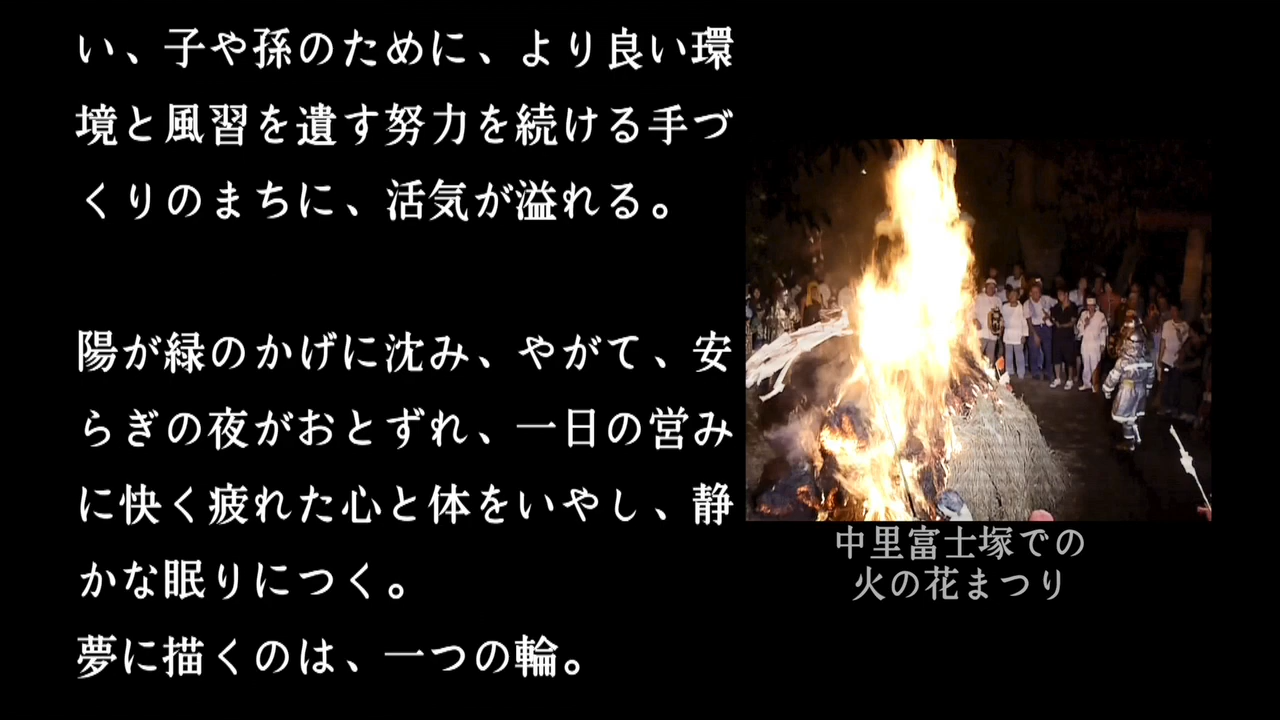 い、子や孫のために、より良い環
境と風習を遺す努力を続ける手づ
くりのまちに、活気が溢れる。
陽が緑のかげに沈み、やがて、安
らぎの夜がおとずれ、一日の営み
に快く疲れた心と体をいやし、静
かな眠りにつく。
夢に描くのは、一つの輪。
中里富士塚での
火の花まつり